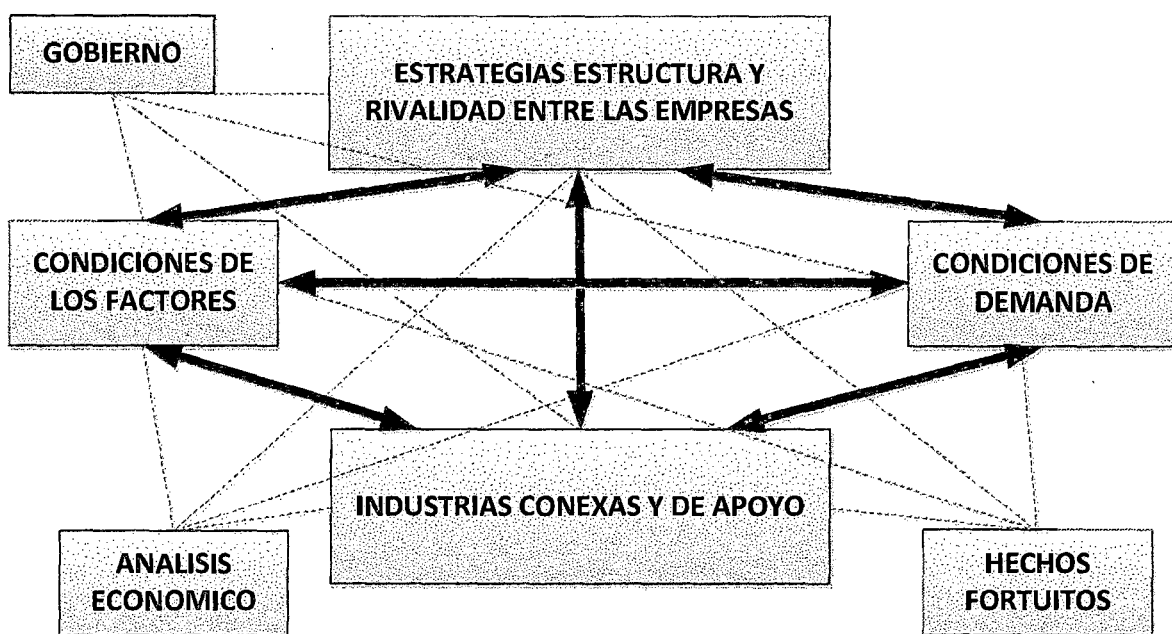 GOBIERNO
ESTRATEGIAS ESTRUCTURA Y
RIVALIDAD ENTRE LAS EMPRESAS
CONDICIONES DE
LOS FACTORES
CONDICIONES DE
DEMANDA
INDUSTRIAS CONEXAS Y DE APOYO
ANALISIS
ECONOMICO
HECHOS
FORTUITOS